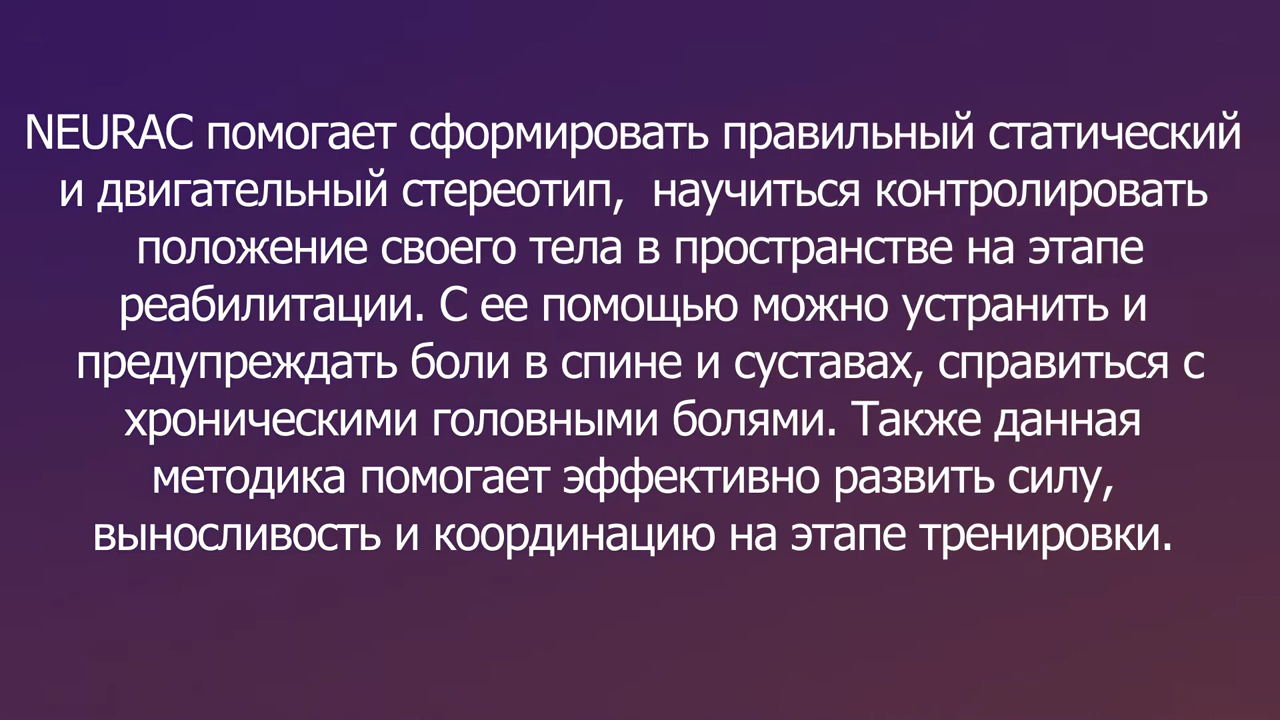 NEURAC помогает сформировать правильный статический
и двигательный стереотип,  научиться контролировать
положение своего тела в пространстве на этапе
реабилитации. С ее помощью можно устранить и
предупреждать боли в спине и суставах, справиться с
хроническими головными болями. Также данная
методика помогает эффективно развить силу,
выносливость и координацию на этапе тренировки.